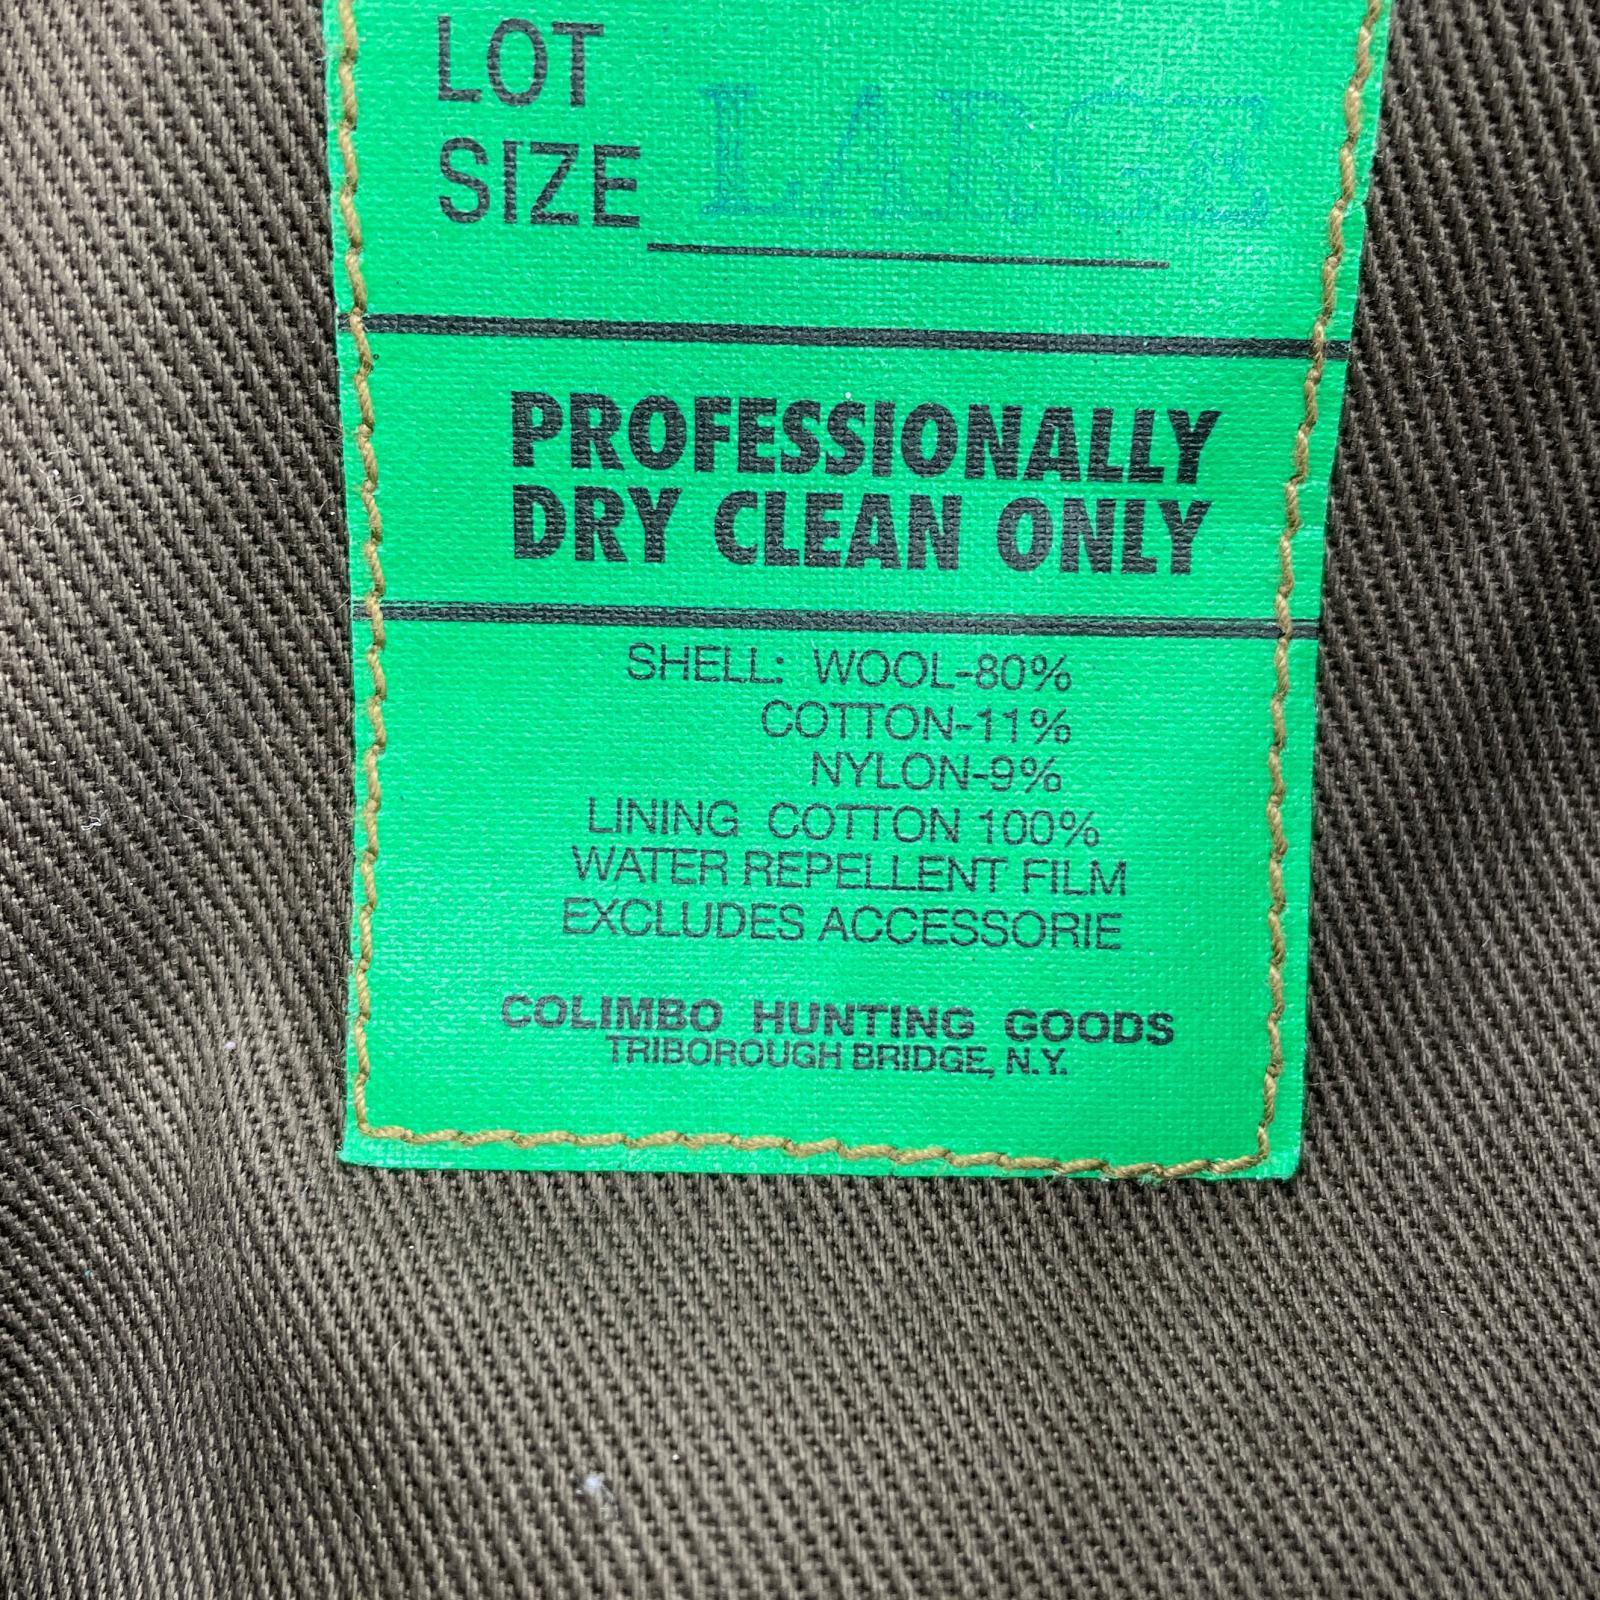 LOT
SIZE LARGE
PROFESSIONALLY
DRY CLEAN ONLY
SHELL: WOOL-80%
COTTON-11%
NYLON-9%
LINING COTTON 100%
WATER REPELLENT FILM
EXCLUDES ACCESSORIE
COLIMBO HUNTING GOODS
TRIBOROUGH BRIDGE, N.Y.